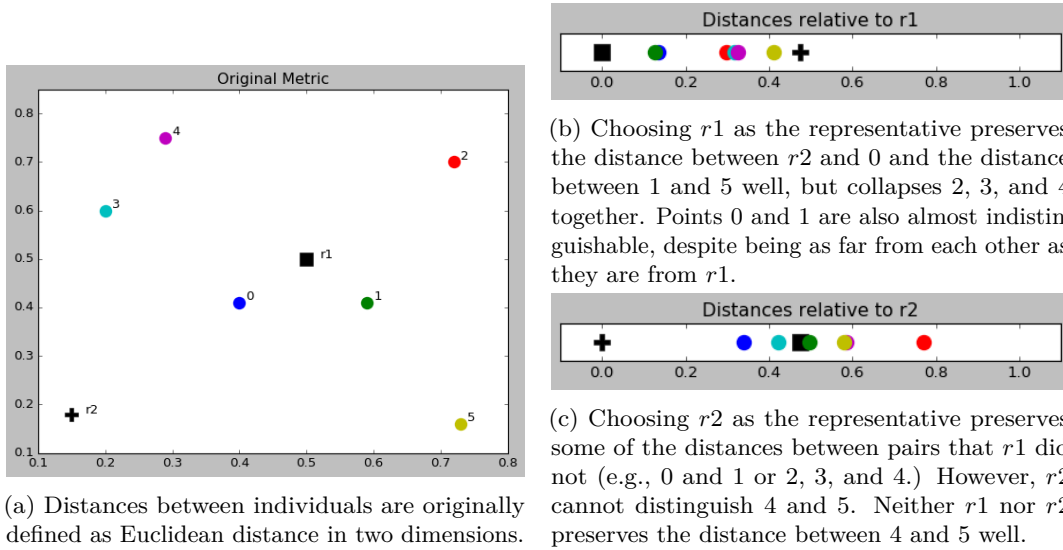 Original Metric
0.8
0.7
0.6
0.5
0.4
0.3
0.2
0.1
0.1 0.2 0.3 0.4 0.5 0.6 0.7 0.8
4
2
3
r1
0
1
r2
5
(a) Distances between individuals are originally
defined as Euclidean distance in two dimensions.
Distances relative to r1
0.0 0.2 0.4 0.6 0.8 1.0
(b) Choosing r1 as the representative preserves
the distance between r2 and 0 and the distance
between 1 and 5 well, but collapses 2, 3, and 4
together. Points 0 and 1 are also almost indistin
guishable, despite being as far from each other as
they are from r1.
Distances relative to r2
0.0 0.2 0.4 0.6 0.8 1.0
(c) Choosing r2 as the representative preserves
some of the distances between pairs that r1 did
not (e.g., 0 and 1 or 2, 3, and 4.) However, r2
cannot distinguish 4 and 5. Neither r1 nor r2
preserves the distance between 4 and 5 well.